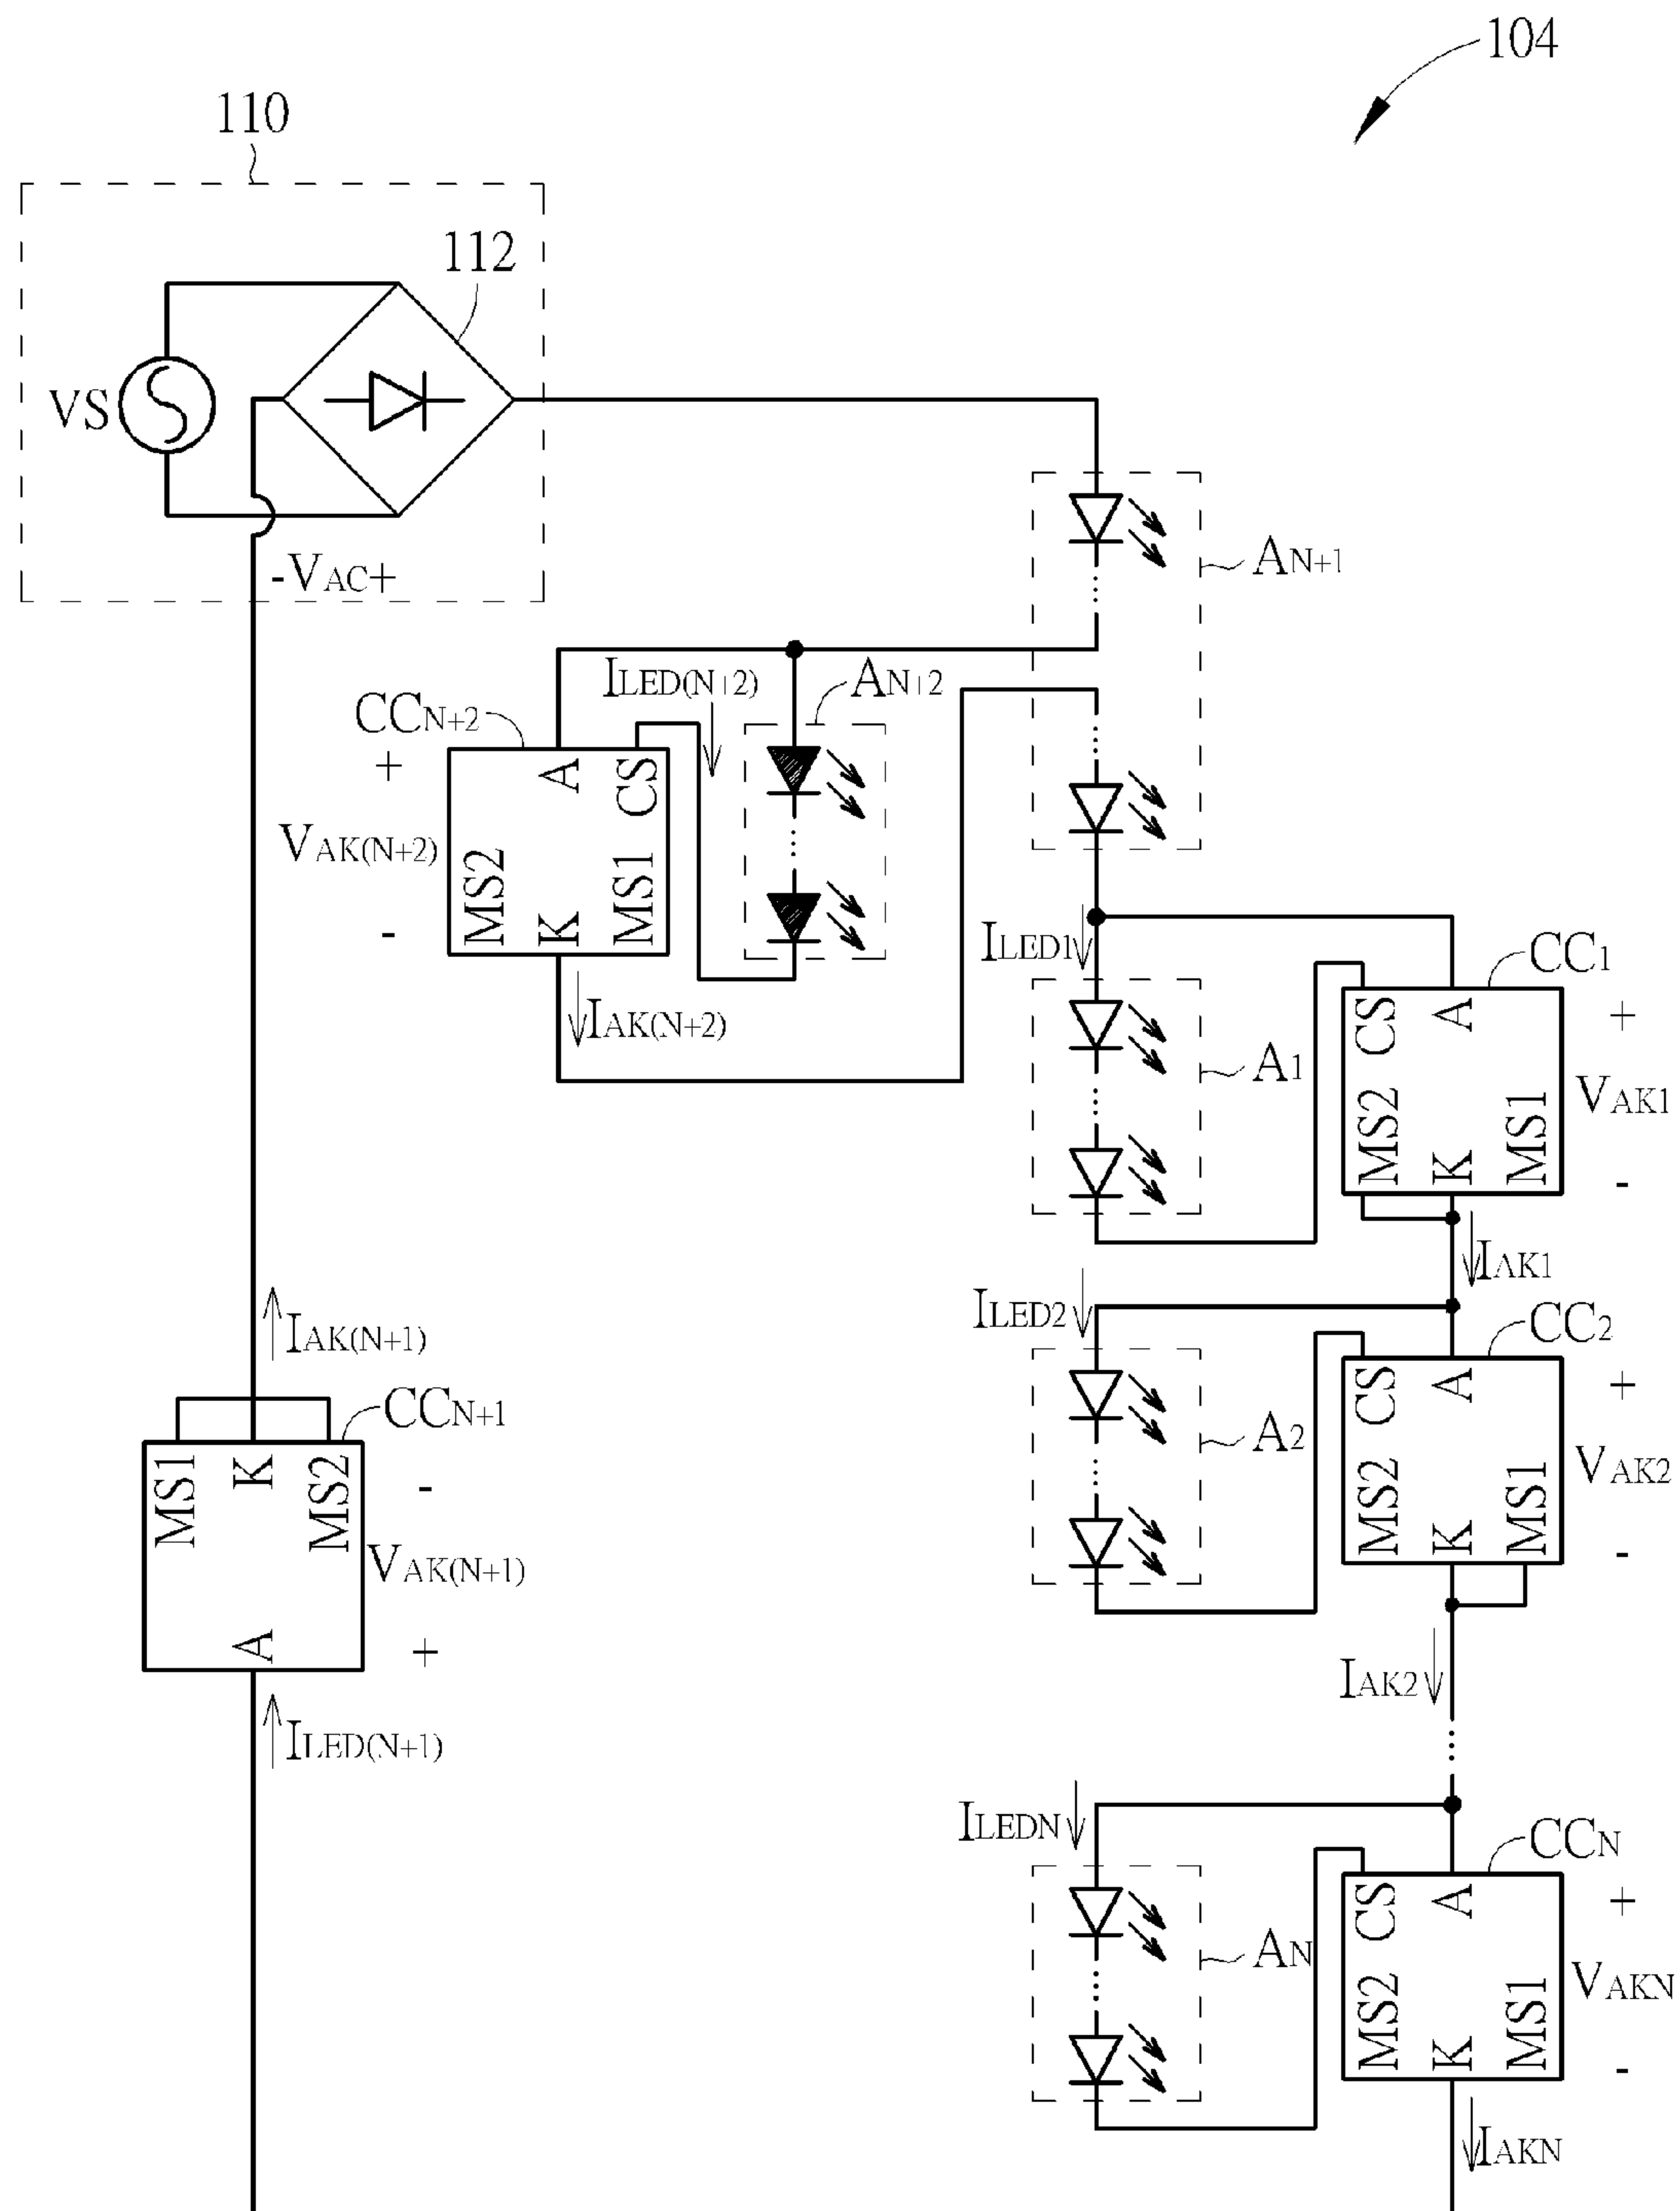 104
110
112
VS
-VAC+
AN+1
ILED(N+2)
AN+2
CCN+2
+
VAK(N+2)
-
A
CS
MS2
K
MS1
IAK(N+2)
ILED1
CC1
A1
CS
A
MS2
K
MS1
+
VAK1
-
IAK1
ILED2
CC2
A2
CS
A
MS2
K
MS1
+
VAK2
-
IAK2
IAK(N+1)
CCN+1
MS1
K
MS2
-
VAK(N+1)
A
+
ILED(N+1)
ILEDN
CCN
AN
CS
A
MS2
K
MS1
+
VAKN
-
IAKN